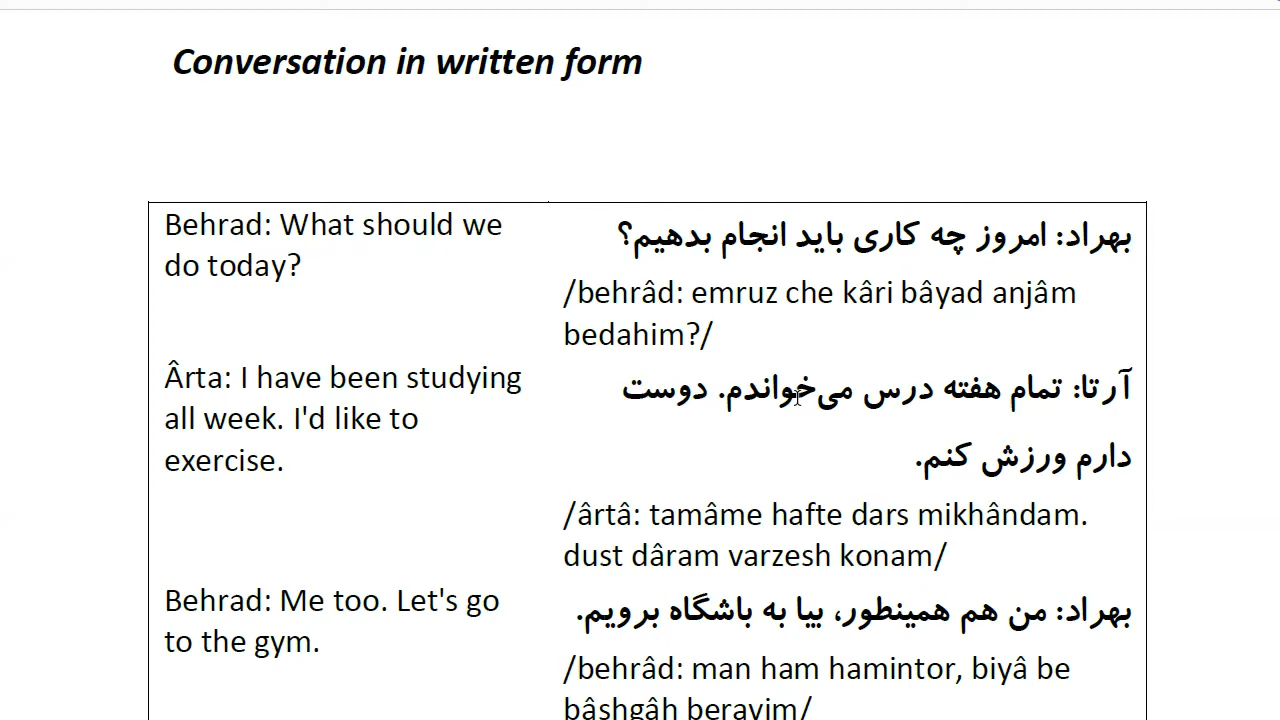 Conversation in written form
Behrad: What should we
do today?
بهراد: امروز چه کاری باید انجام بدهیم؟
/behrâd: emruz che kâri bâyad anjâm
bedahim?/
Ârta: I have been studying
all week. I'd like to
exercise.
آرتا: تمام هفته درس می‌خواندم. دوست
دارم ورزش کنم.
/ârtâ: tamâme hafte dars mikhândam.
dust dâram varzesh konam/
Behrad: Me too. Let's go
to the gym.
بهراد: من هم همینطور، بیا به باشگاه برویم.
/behrâd: man ham hamintor, biyâ be
bâshgâh beravim/